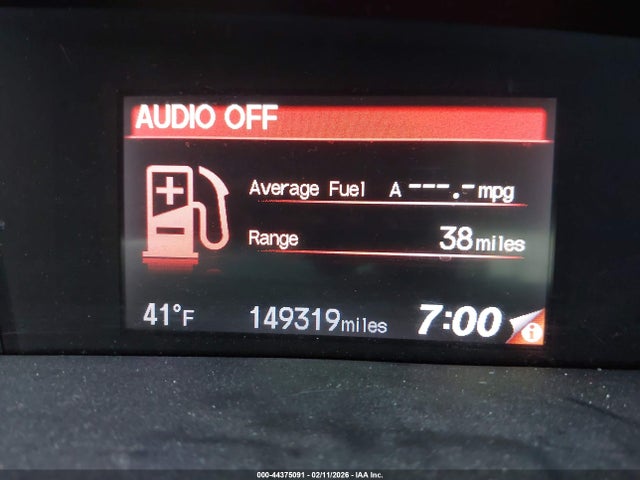 AUDIO OFF
Average Fuel A ---.- mpg
Range 38 miles
41°F 149319 miles 7:00 i
000-44375091 - 02/11/2026 - IAA Inc.